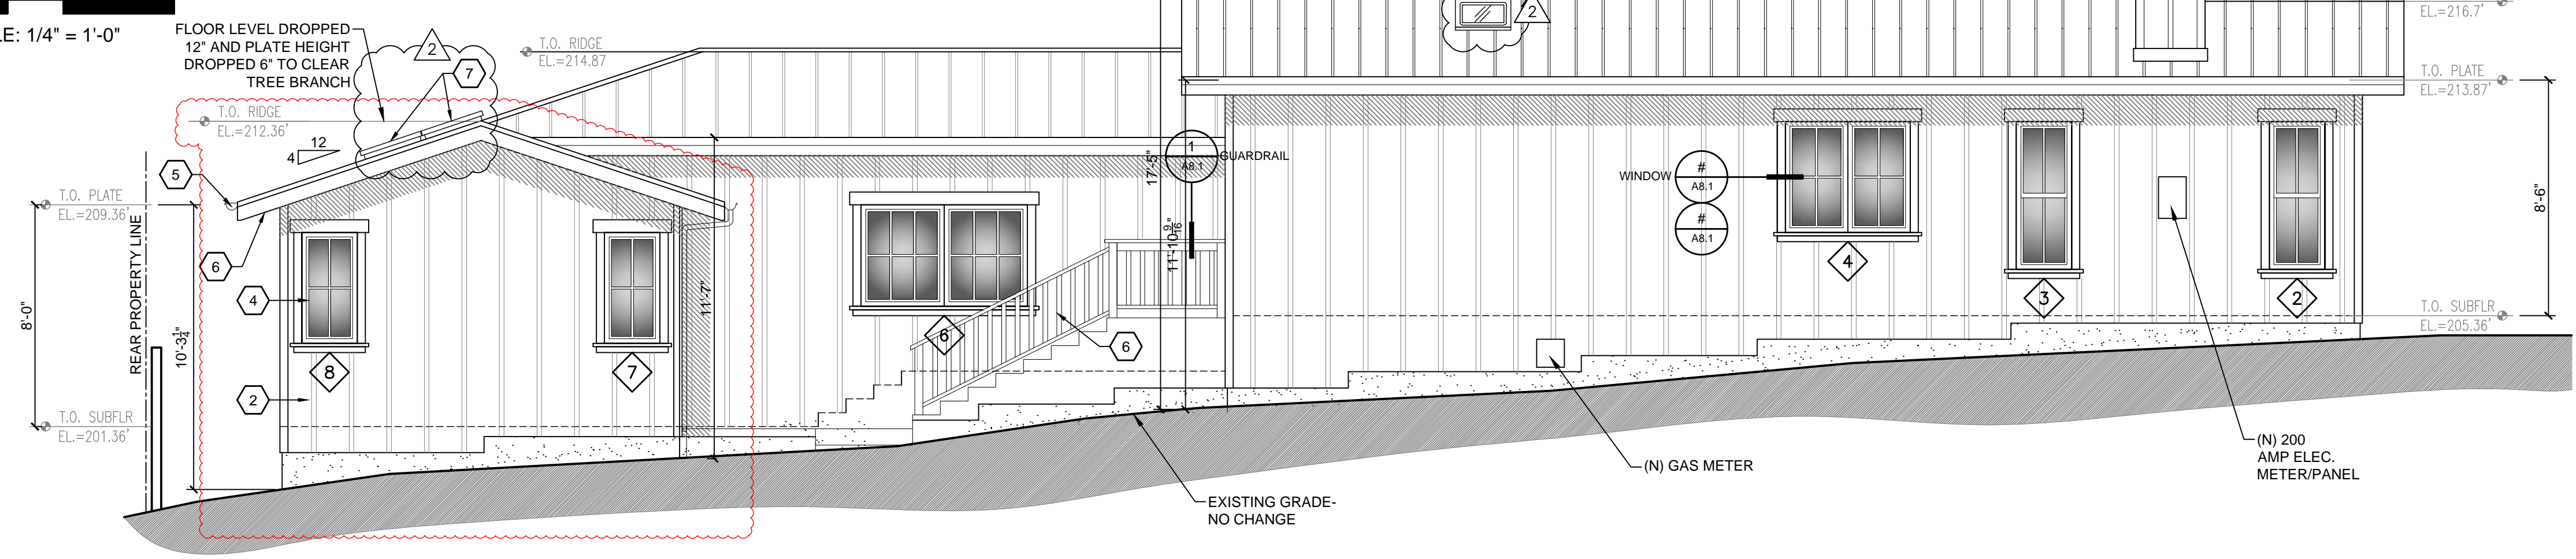 LE: 1/4" = 1'-0"
FLOOR LEVEL DROPPED
12" AND PLATE HEIGHT
DROPPED 6" TO CLEAR
TREE BRANCH
2
7
T.O. RIDGE
EL.=214.87
2
EL.=216.7'
T.O. PLATE
EL.=213.87'
T.O. RIDGE
EL.=212.36'
12
4
5
T.O. PLATE
EL.=209.36'
8'-0"
REAR PROPERTY LINE
10'-3 1/4"
6
4
2
8
7
11'-7"
6
6
17'-5"
11'-10 9/16"
1
A8.1
GUARDRAIL
WINDOW
#
A8.1
#
A8.1
4
3
2
8'-6"
T.O. SUBFLR
EL.=205.36'
T.O. SUBFLR
EL.=201.36'
(N) GAS METER
(N) 200
AMP ELEC.
METER/PANEL
EXISTING GRADE-
NO CHANGE